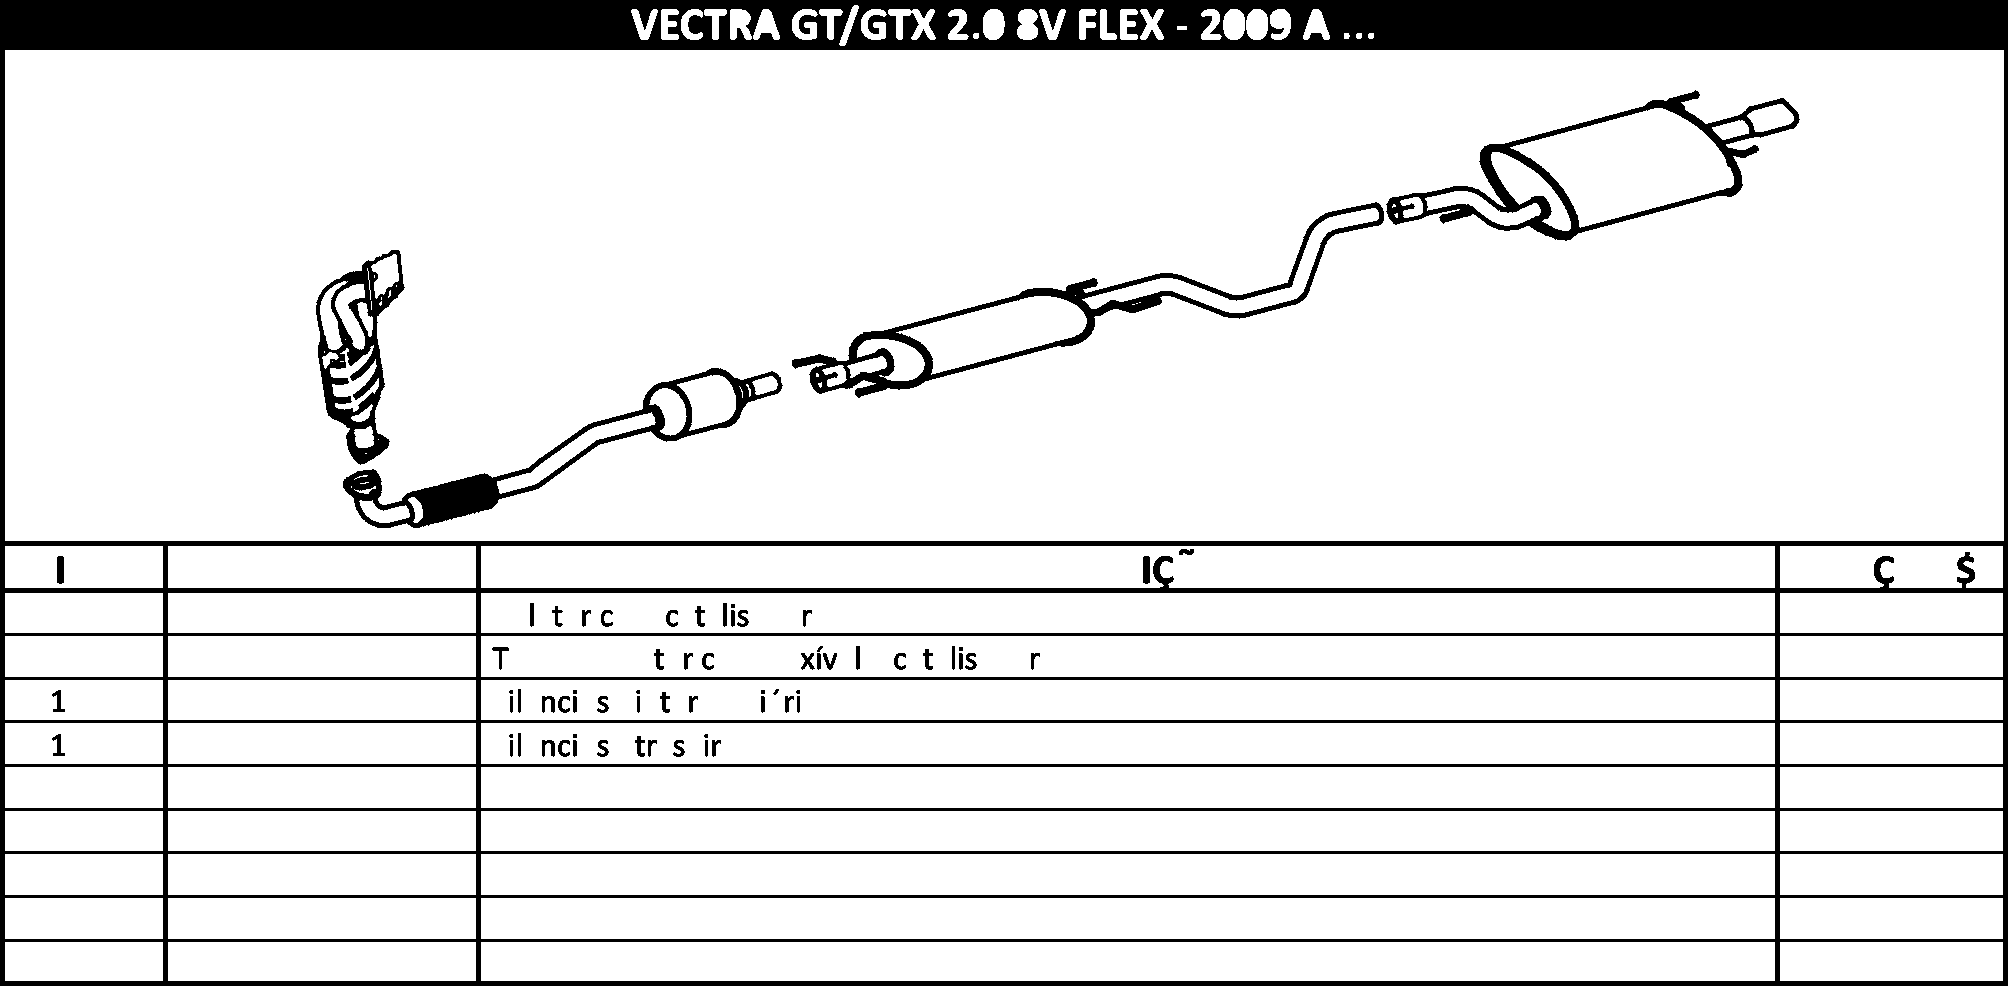 VECTRA GT/GTX 2.0 8V FLEX - 2009 A ...
I IÇ˜ Ç $
l t r c c t lis r
T t r c xív l c t lis r
1 il nci s i t r i´ri
1 il nci s tr s ir